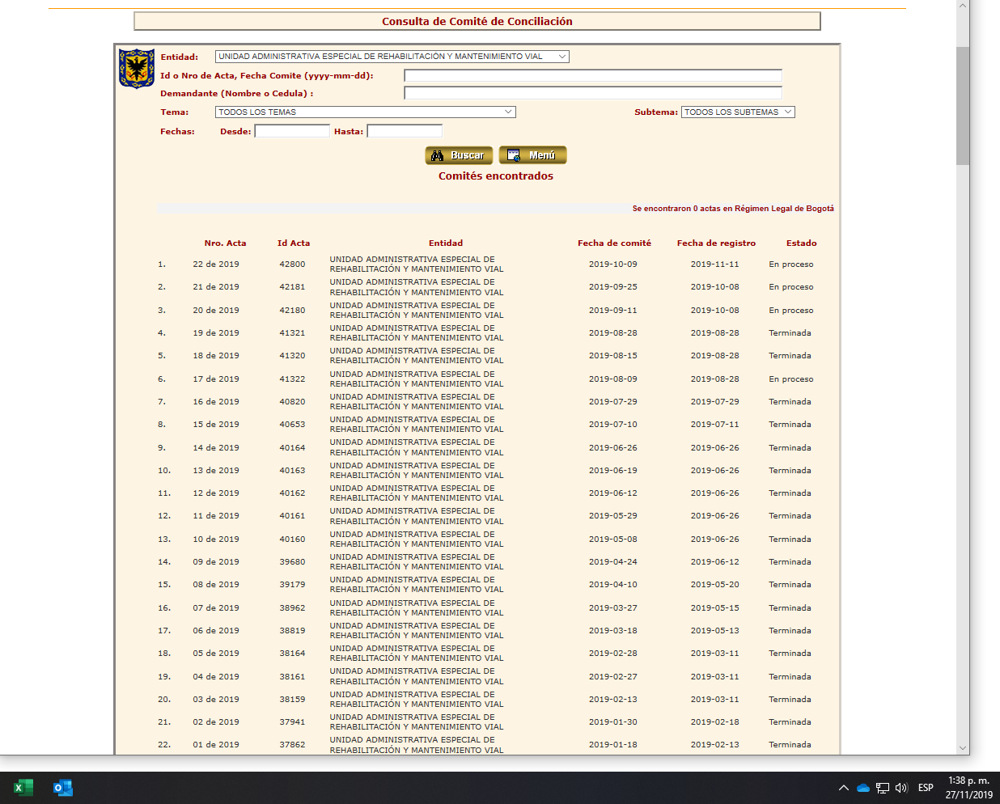 Consulta de Comité de Conciliación
Entidad: UNIDAD ADMINISTRATIVA ESPECIAL DE REHABILITACIÓN Y MANTENIMIENTO VIAL
Id o Nro de Acta, Fecha Comite (yyyy-mm-dd):
Demandante (Nombre o Cedula) :
Tema: TODOS LOS TEMAS Subtema: TODOS LOS SUBTEMAS
Fechas: Desde: Hasta:
Buscar Menú
Comités encontrados
Se encontraron 0 actas en Régimen Legal de Bogotá
Nro. Acta Id Acta Entidad Fecha de comité Fecha de registro Estado
1. 22 de 2019 42800 UNIDAD ADMINISTRATIVA ESPECIAL DE REHABILITACIÓN Y MANTENIMIENTO VIAL 2019-10-09 2019-11-11 En proceso
2. 21 de 2019 42181 UNIDAD ADMINISTRATIVA ESPECIAL DE REHABILITACIÓN Y MANTENIMIENTO VIAL 2019-09-25 2019-10-08 En proceso
3. 20 de 2019 42180 UNIDAD ADMINISTRATIVA ESPECIAL DE REHABILITACIÓN Y MANTENIMIENTO VIAL 2019-09-11 2019-10-08 En proceso
4. 19 de 2019 41321 UNIDAD ADMINISTRATIVA ESPECIAL DE REHABILITACIÓN Y MANTENIMIENTO VIAL 2019-08-28 2019-08-28 Terminada
5. 18 de 2019 41320 UNIDAD ADMINISTRATIVA ESPECIAL DE REHABILITACIÓN Y MANTENIMIENTO VIAL 2019-08-15 2019-08-28 Terminada
6. 17 de 2019 41322 UNIDAD ADMINISTRATIVA ESPECIAL DE REHABILITACIÓN Y MANTENIMIENTO VIAL 2019-08-09 2019-08-28 En proceso
7. 16 de 2019 40820 UNIDAD ADMINISTRATIVA ESPECIAL DE REHABILITACIÓN Y MANTENIMIENTO VIAL 2019-07-29 2019-07-29 Terminada
8. 15 de 2019 40653 UNIDAD ADMINISTRATIVA ESPECIAL DE REHABILITACIÓN Y MANTENIMIENTO VIAL 2019-07-10 2019-07-11 Terminada
9. 14 de 2019 40164 UNIDAD ADMINISTRATIVA ESPECIAL DE REHABILITACIÓN Y MANTENIMIENTO VIAL 2019-06-26 2019-06-26 Terminada
10. 13 de 2019 40163 UNIDAD ADMINISTRATIVA ESPECIAL DE REHABILITACIÓN Y MANTENIMIENTO VIAL 2019-06-19 2019-06-26 Terminada
11. 12 de 2019 40162 UNIDAD ADMINISTRATIVA ESPECIAL DE REHABILITACIÓN Y MANTENIMIENTO VIAL 2019-06-12 2019-06-26 Terminada
12. 11 de 2019 40161 UNIDAD ADMINISTRATIVA ESPECIAL DE REHABILITACIÓN Y MANTENIMIENTO VIAL 2019-05-29 2019-06-26 Terminada
13. 10 de 2019 40160 UNIDAD ADMINISTRATIVA ESPECIAL DE REHABILITACIÓN Y MANTENIMIENTO VIAL 2019-05-08 2019-06-26 Terminada
14. 09 de 2019 39680 UNIDAD ADMINISTRATIVA ESPECIAL DE REHABILITACIÓN Y MANTENIMIENTO VIAL 2019-04-24 2019-06-12 Terminada
15. 08 de 2019 39179 UNIDAD ADMINISTRATIVA ESPECIAL DE REHABILITACIÓN Y MANTENIMIENTO VIAL 2019-04-10 2019-05-20 Terminada
16. 07 de 2019 38962 UNIDAD ADMINISTRATIVA ESPECIAL DE REHABILITACIÓN Y MANTENIMIENTO VIAL 2019-03-27 2019-05-15 Terminada
17. 06 de 2019 38819 UNIDAD ADMINISTRATIVA ESPECIAL DE REHABILITACIÓN Y MANTENIMIENTO VIAL 2019-03-18 2019-05-13 Terminada
18. 05 de 2019 38164 UNIDAD ADMINISTRATIVA ESPECIAL DE REHABILITACIÓN Y MANTENIMIENTO VIAL 2019-02-28 2019-03-11 Terminada
19. 04 de 2019 38161 UNIDAD ADMINISTRATIVA ESPECIAL DE REHABILITACIÓN Y MANTENIMIENTO VIAL 2019-02-27 2019-03-11 Terminada
20. 03 de 2019 38159 UNIDAD ADMINISTRATIVA ESPECIAL DE REHABILITACIÓN Y MANTENIMIENTO VIAL 2019-02-13 2019-03-11 Terminada
21. 02 de 2019 37941 UNIDAD ADMINISTRATIVA ESPECIAL DE REHABILITACIÓN Y MANTENIMIENTO VIAL 2019-01-30 2019-02-18 Terminada
22. 01 de 2019 37862 UNIDAD ADMINISTRATIVA ESPECIAL DE REHABILITACIÓN Y MANTENIMIENTO VIAL 2019-01-18 2019-02-13 Terminada
ESP 1:38 p. m.
27/11/2019